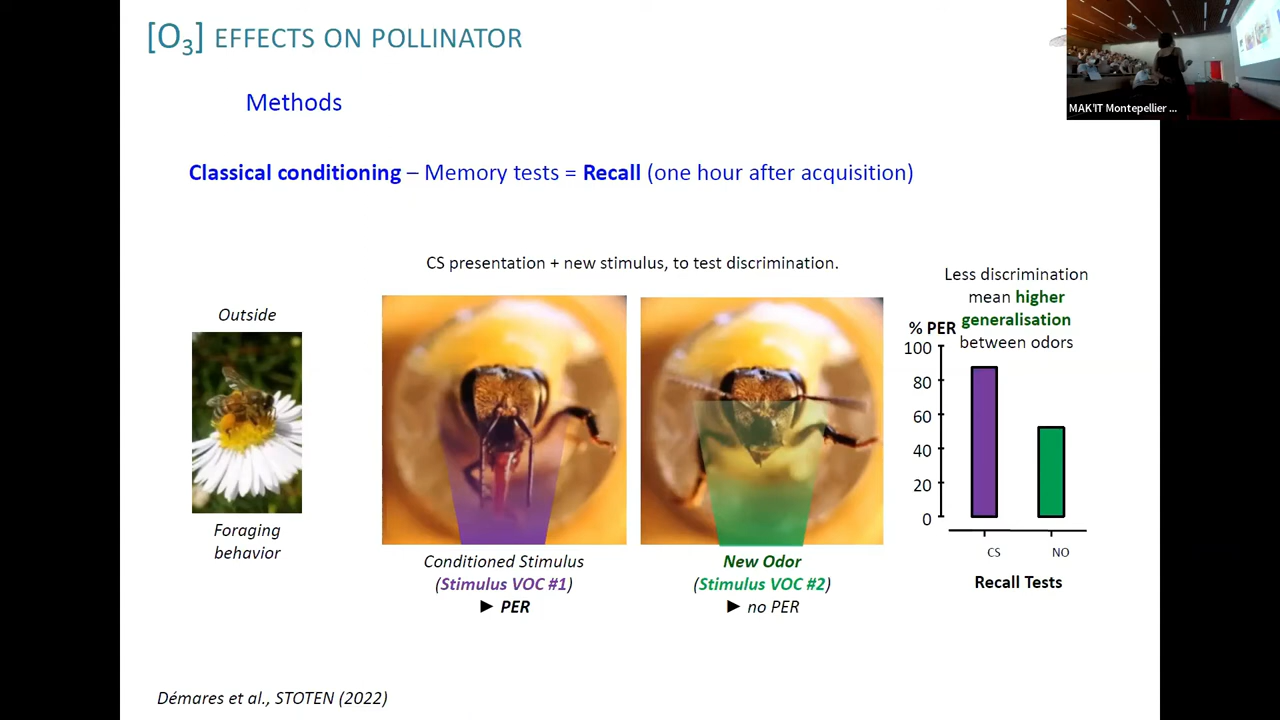 [O3] EFFECTS ON POLLINATOR
MAK'IT Montepellier ...
Methods
Classical conditioning – Memory tests = Recall (one hour after acquisition)
CS presentation + new stimulus, to test discrimination.
Outside
Foraging
behavior
Conditioned Stimulus
(Stimulus VOC #1)
► PER
New Odor
(Stimulus VOC #2)
► no PER
Less discrimination
mean higher
generalisation
between odors
% PER
100
80
60
40
20
0
CS NO
Recall Tests
Démares et al., STOTEN (2022)